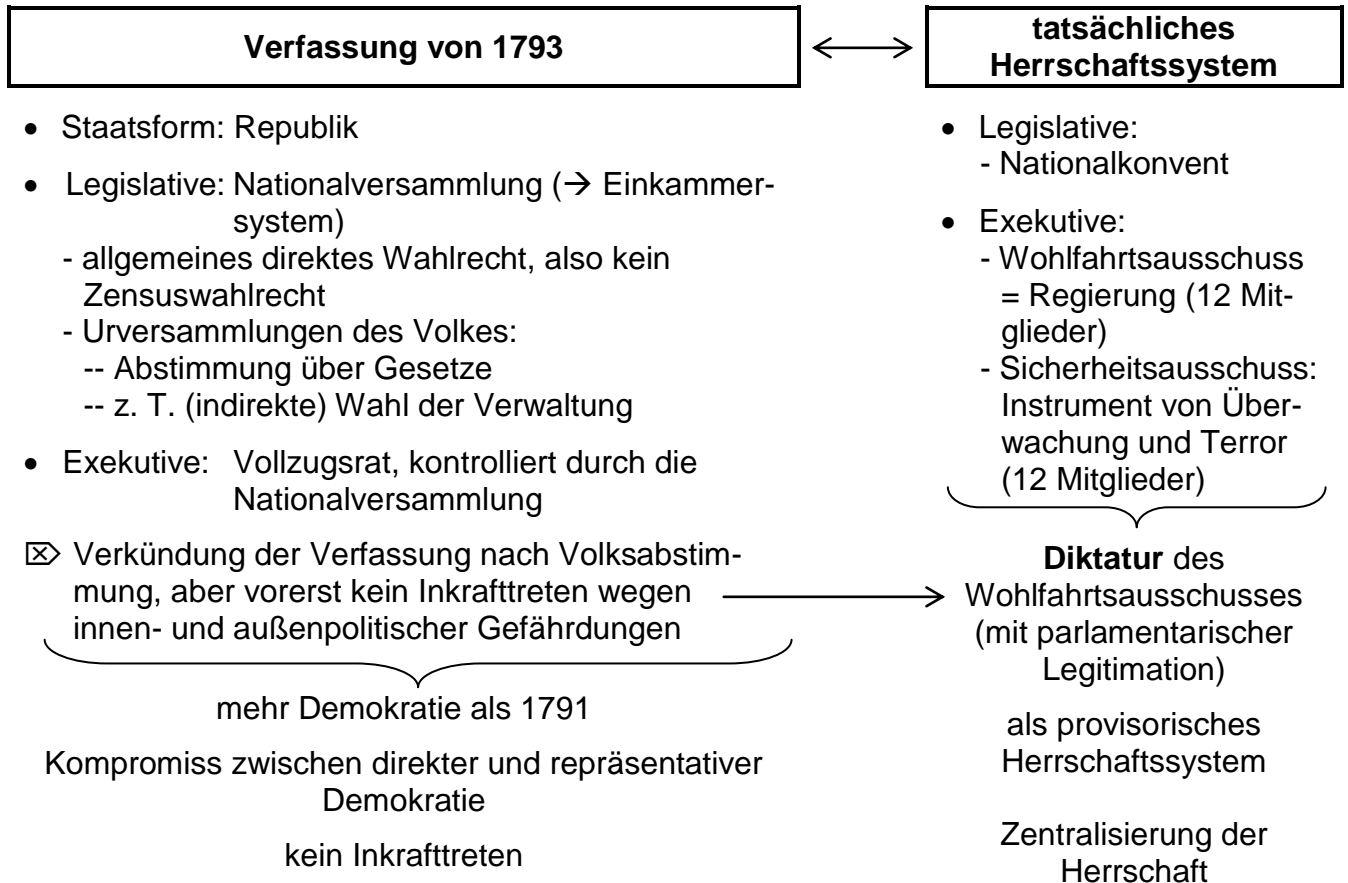 Verfassung von 1793
• Staatsform: Republik
• Legislative: Nationalversammlung (→ Einkammer-
system)
- allgemeines direktes Wahlrecht, also kein
Zensuswahlrecht
- Urversammlungen des Volkes:
-- Abstimmung über Gesetze
-- z. T. (indirekte) Wahl der Verwaltung
• Exekutive: Vollzugsrat, kontrolliert durch die
Nationalversammlung
⌦ Verkündung der Verfassung nach Volksabstim-
mung, aber vorerst kein Inkrafttreten wegen
innen- und außenpolitischer Gefährdungen
mehr Demokratie als 1791
Kompromiss zwischen direkter und repräsentativer
Demokratie
kein Inkrafttreten
tatsächliches
Herrschaftssystem
• Legislative:
- Nationalkonvent
• Exekutive:
- Wohlfahrtsausschuss
= Regierung (12 Mit-
glieder)
- Sicherheitsausschuss:
Instrument von Über-
wachung und Terror
(12 Mitglieder)
Diktatur des
Wohlfahrtsausschusses
(mit parlamentarischer
Legitimation)
als provisorisches
Herrschaftssystem
Zentralisierung der
Herrschaft